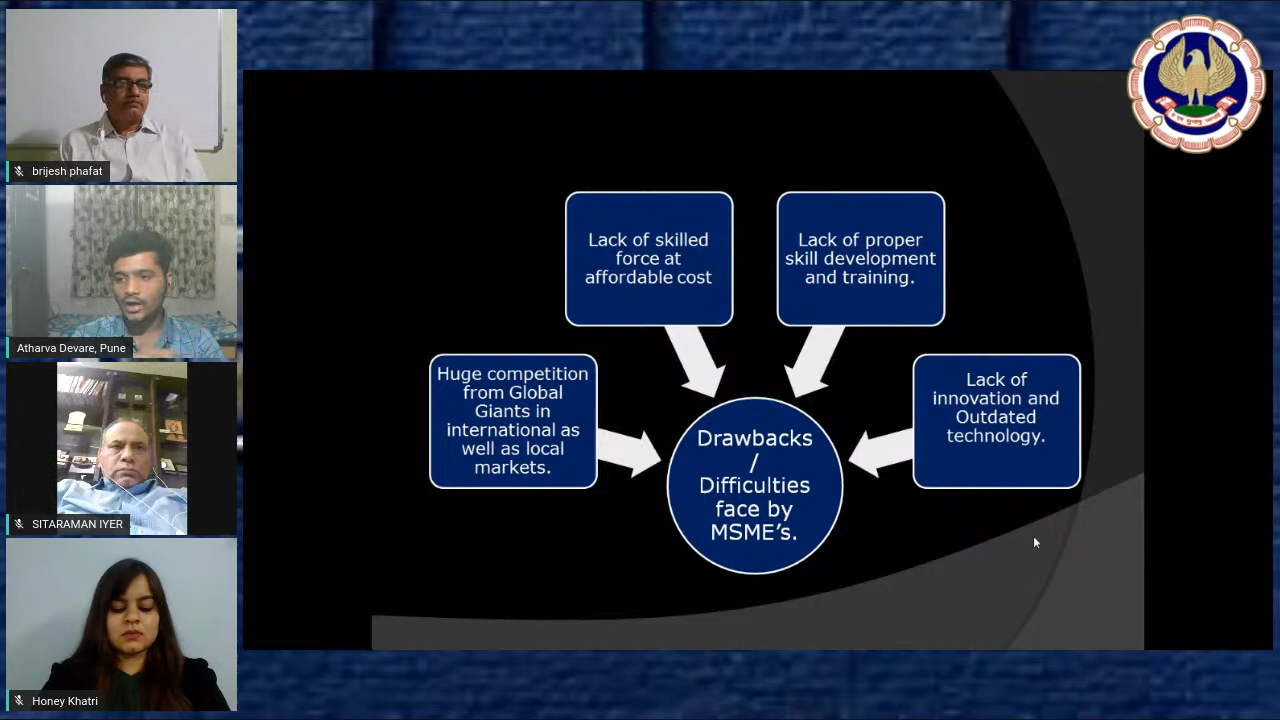 brijesh phafat
Atharva Devare, Pune
SITARAMAN IYER
Honey Khatri
Lack of skilled
force at
affordable cost
Lack of proper
skill development
and training.
Huge competition
from Global
Giants in
international as
well as local
markets.
Lack of
innovation and
Outdated
technology.
Drawbacks
/
Difficulties
face by
MSME's.